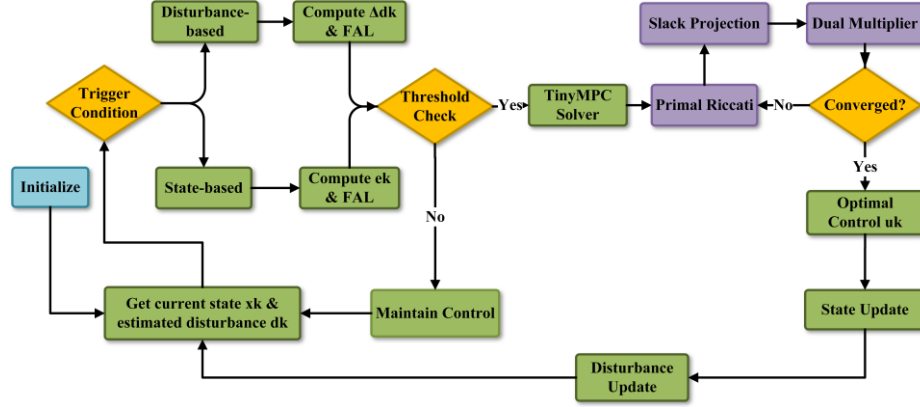 Disturbance-
based
Compute Δdk
& FAL
Slack Projection
Dual Multiplier
Trigger
Condition
Threshold
Check
Yes
TinyMPC
Solver
Primal Riccati
No
Converged?
Initialize
State-based
Compute ek
& FAL
Yes
No
Optimal
Control uk
Get current state xk &
estimated disturbance dk
Maintain Control
State Update
Disturbance
Update